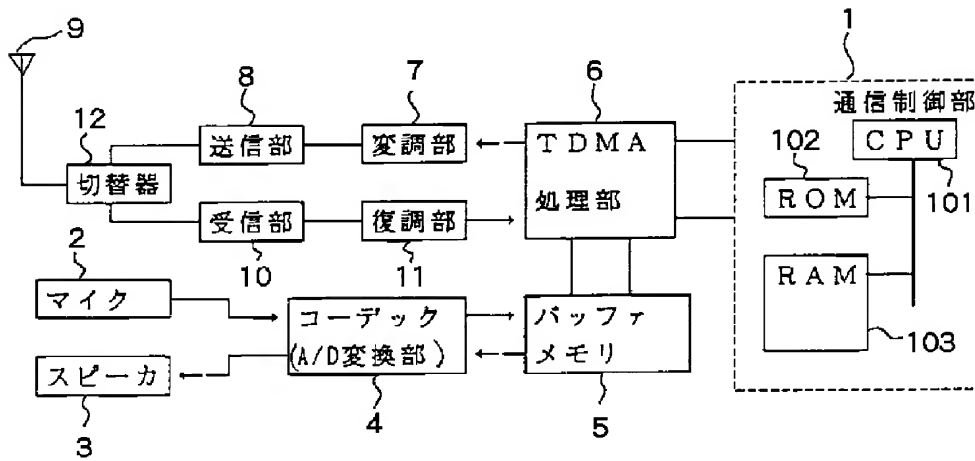 9
1
12
8
7
6
通信制御部
CPU
101
102
ROM
RAM
103
送信部
変調部
TDMA
処理部
切替器
受信部
復調部
10
11
2
マイク
コーデック
(A/D変換部)
バッファ
メモリ
スピーカ
3
4
5